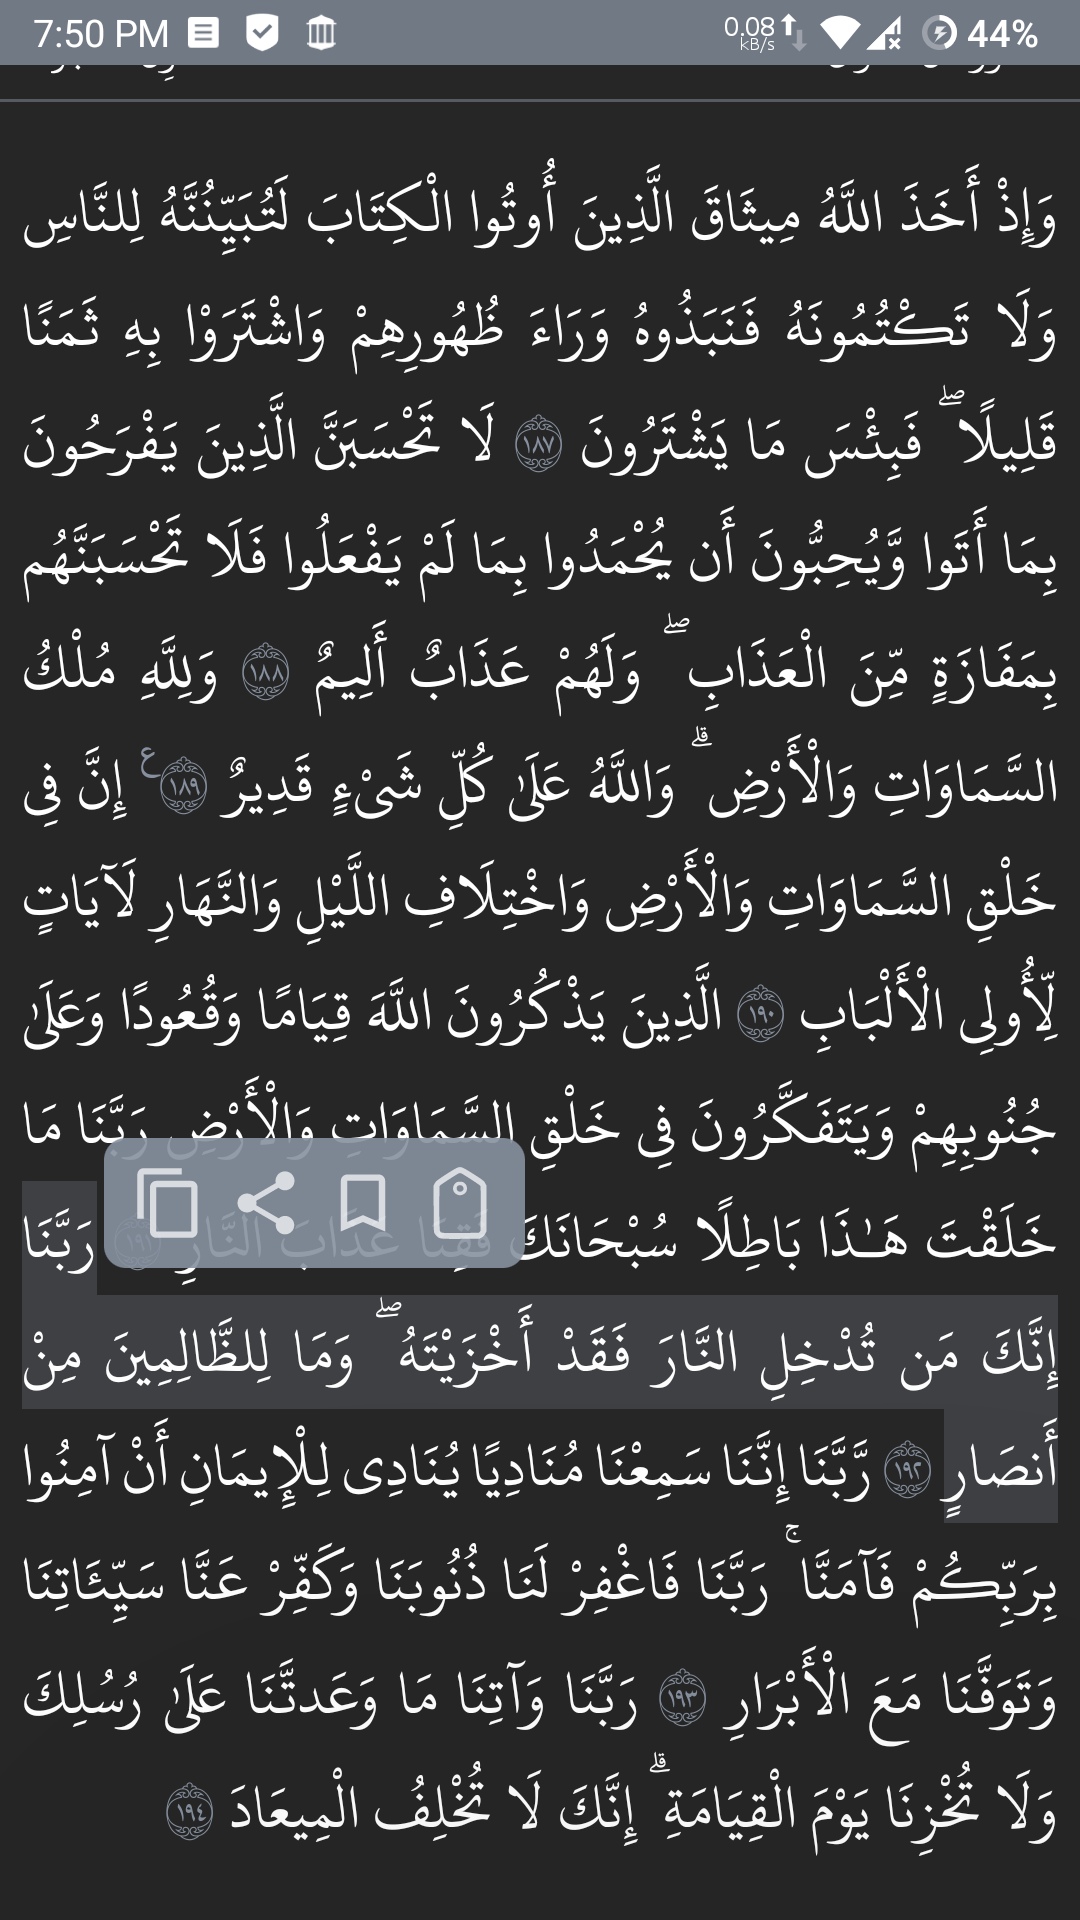 7:50 PM 0.08 kB/s 44%
وَإِذْ أَخَذَ اللَّهُ مِيثَاقَ الَّذِينَ أُوتُوا الْكِتَابَ لَتُبَيِّنُنَّهُ لِلنَّاسِ
وَلَا تَكْتُمُونَهُ فَنَبَذُوهُ وَرَاءَ ظُهُورِهِمْ وَاشْتَرَوْا بِهِ ثَمَنًا
قَلِيلًا ۖ فَبِئْسَ مَا يَشْتَرُونَ ١٨٧ لَا تَحْسَبَنَّ الَّذِينَ يَفْرَحُونَ
بِمَا أَتَوا وَّيُحِبُّونَ أَن يُحْمَدُوا بِمَا لَمْ يَفْعَلُوا فَلَا تَحْسَبَنَّهُم
بِمَفَازَةٍ مِّنَ الْعَذَابِ ۖ وَلَهُمْ عَذَابٌ أَلِيمٌ ١٨٨ وَلِلَّهِ مُلْكُ
السَّمَاوَاتِ وَالْأَرْضِ ۗ وَاللَّهُ عَلَىٰ كُلِّ شَىْءٍ قَدِيرٌ ١٨٩ ع إِنَّ فِى
خَلْقِ السَّمَاوَاتِ وَالْأَرْضِ وَاخْتِلَافِ اللَّيْلِ وَالنَّهَارِ لَآيَاتٍ
لِّأُولِى الْأَلْبَابِ ١٩٠ الَّذِينَ يَذْكُرُونَ اللَّهَ قِيَامًا وَقُعُودًا وَعَلَىٰ
جُنُوبِهِمْ وَيَتَفَكَّرُونَ فِى خَلْقِ السَّمَاوَاتِ وَالْأَرْضِ رَبَّنَا مَا
خَلَقْتَ هَـٰذَا بَاطِلًا سُبْحَانَكَ فَقِنَا عَذَابَ النَّارِ ١٩١ رَبَّنَا
إِنَّكَ مَن تُدْخِلِ النَّارَ فَقَدْ أَخْزَيْتَهُ ۖ وَمَا لِلظَّالِمِينَ مِنْ
أَنصَارٍ ١٩٢ رَّبَّنَا إِنَّنَا سَمِعْنَا مُنَادِيًا يُنَادِى لِلْإِيمَانِ أَنْ آمِنُوا
بِرَبِّكُمْ فَآمَنَّا ۚ رَبَّنَا فَاغْفِرْ لَنَا ذُنُوبَنَا وَكَفِّرْ عَنَّا سَيِّئَاتِنَا
وَتَوَفَّنَا مَعَ الْأَبْرَارِ ١٩٣ رَبَّنَا وَآتِنَا مَا وَعَدتَّنَا عَلَىٰ رُسُلِكَ
وَلَا تُخْزِنَا يَوْمَ الْقِيَامَةِ ۗ إِنَّكَ لَا تُخْلِفُ الْمِيعَادَ ١٩٤